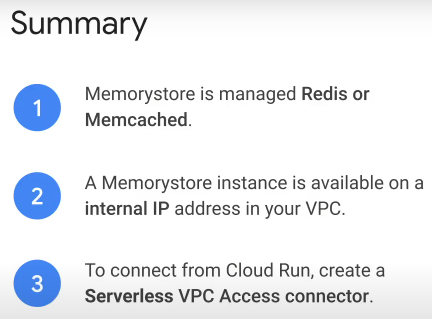 Summary
1
Memorystore is managed Redis or
Memcached.
2
A Memorystore instance is available on a
internal IP address in your VPC.
3
To connect from Cloud Run, create a
Serverless VPC Access connector.